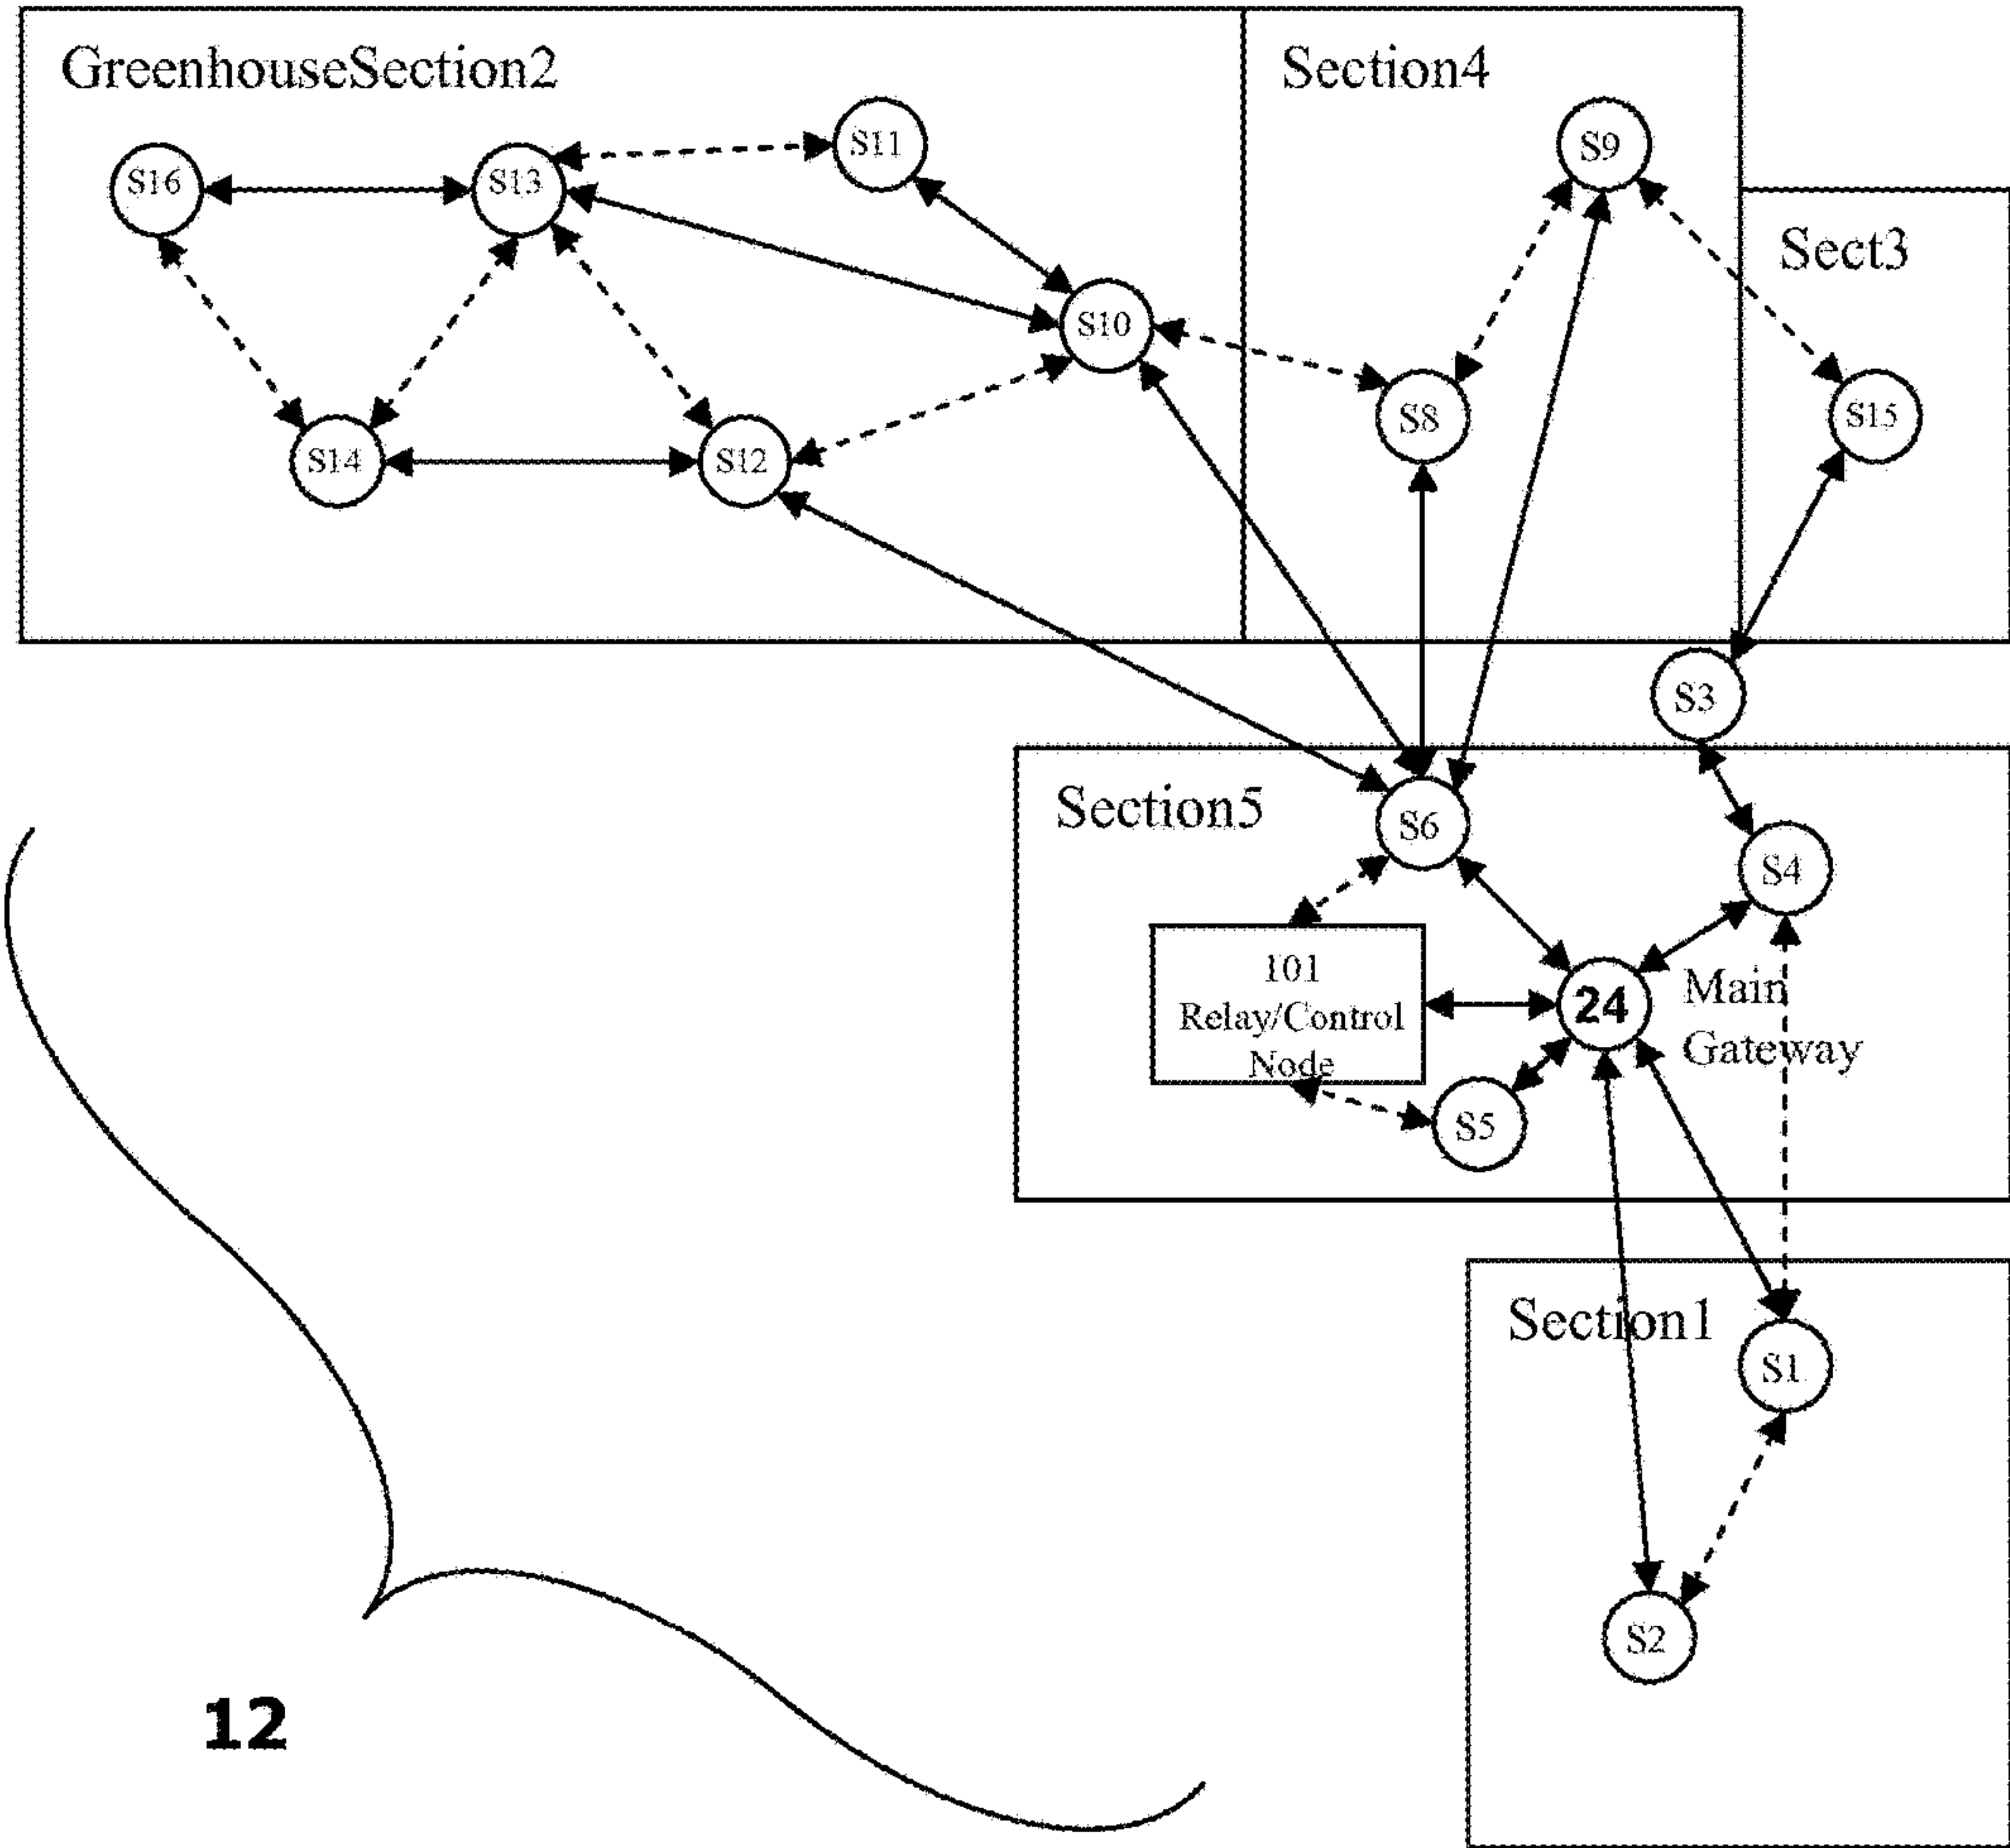 GreenhouseSection2
Section4
S11
S9
S16
S13
Sect3
S10
S8
S15
S14
S12
S3
Section5
S6
S4
101
Relay/Control
Node
24
Main
Gateway
S5
Section1
S1
S2
12